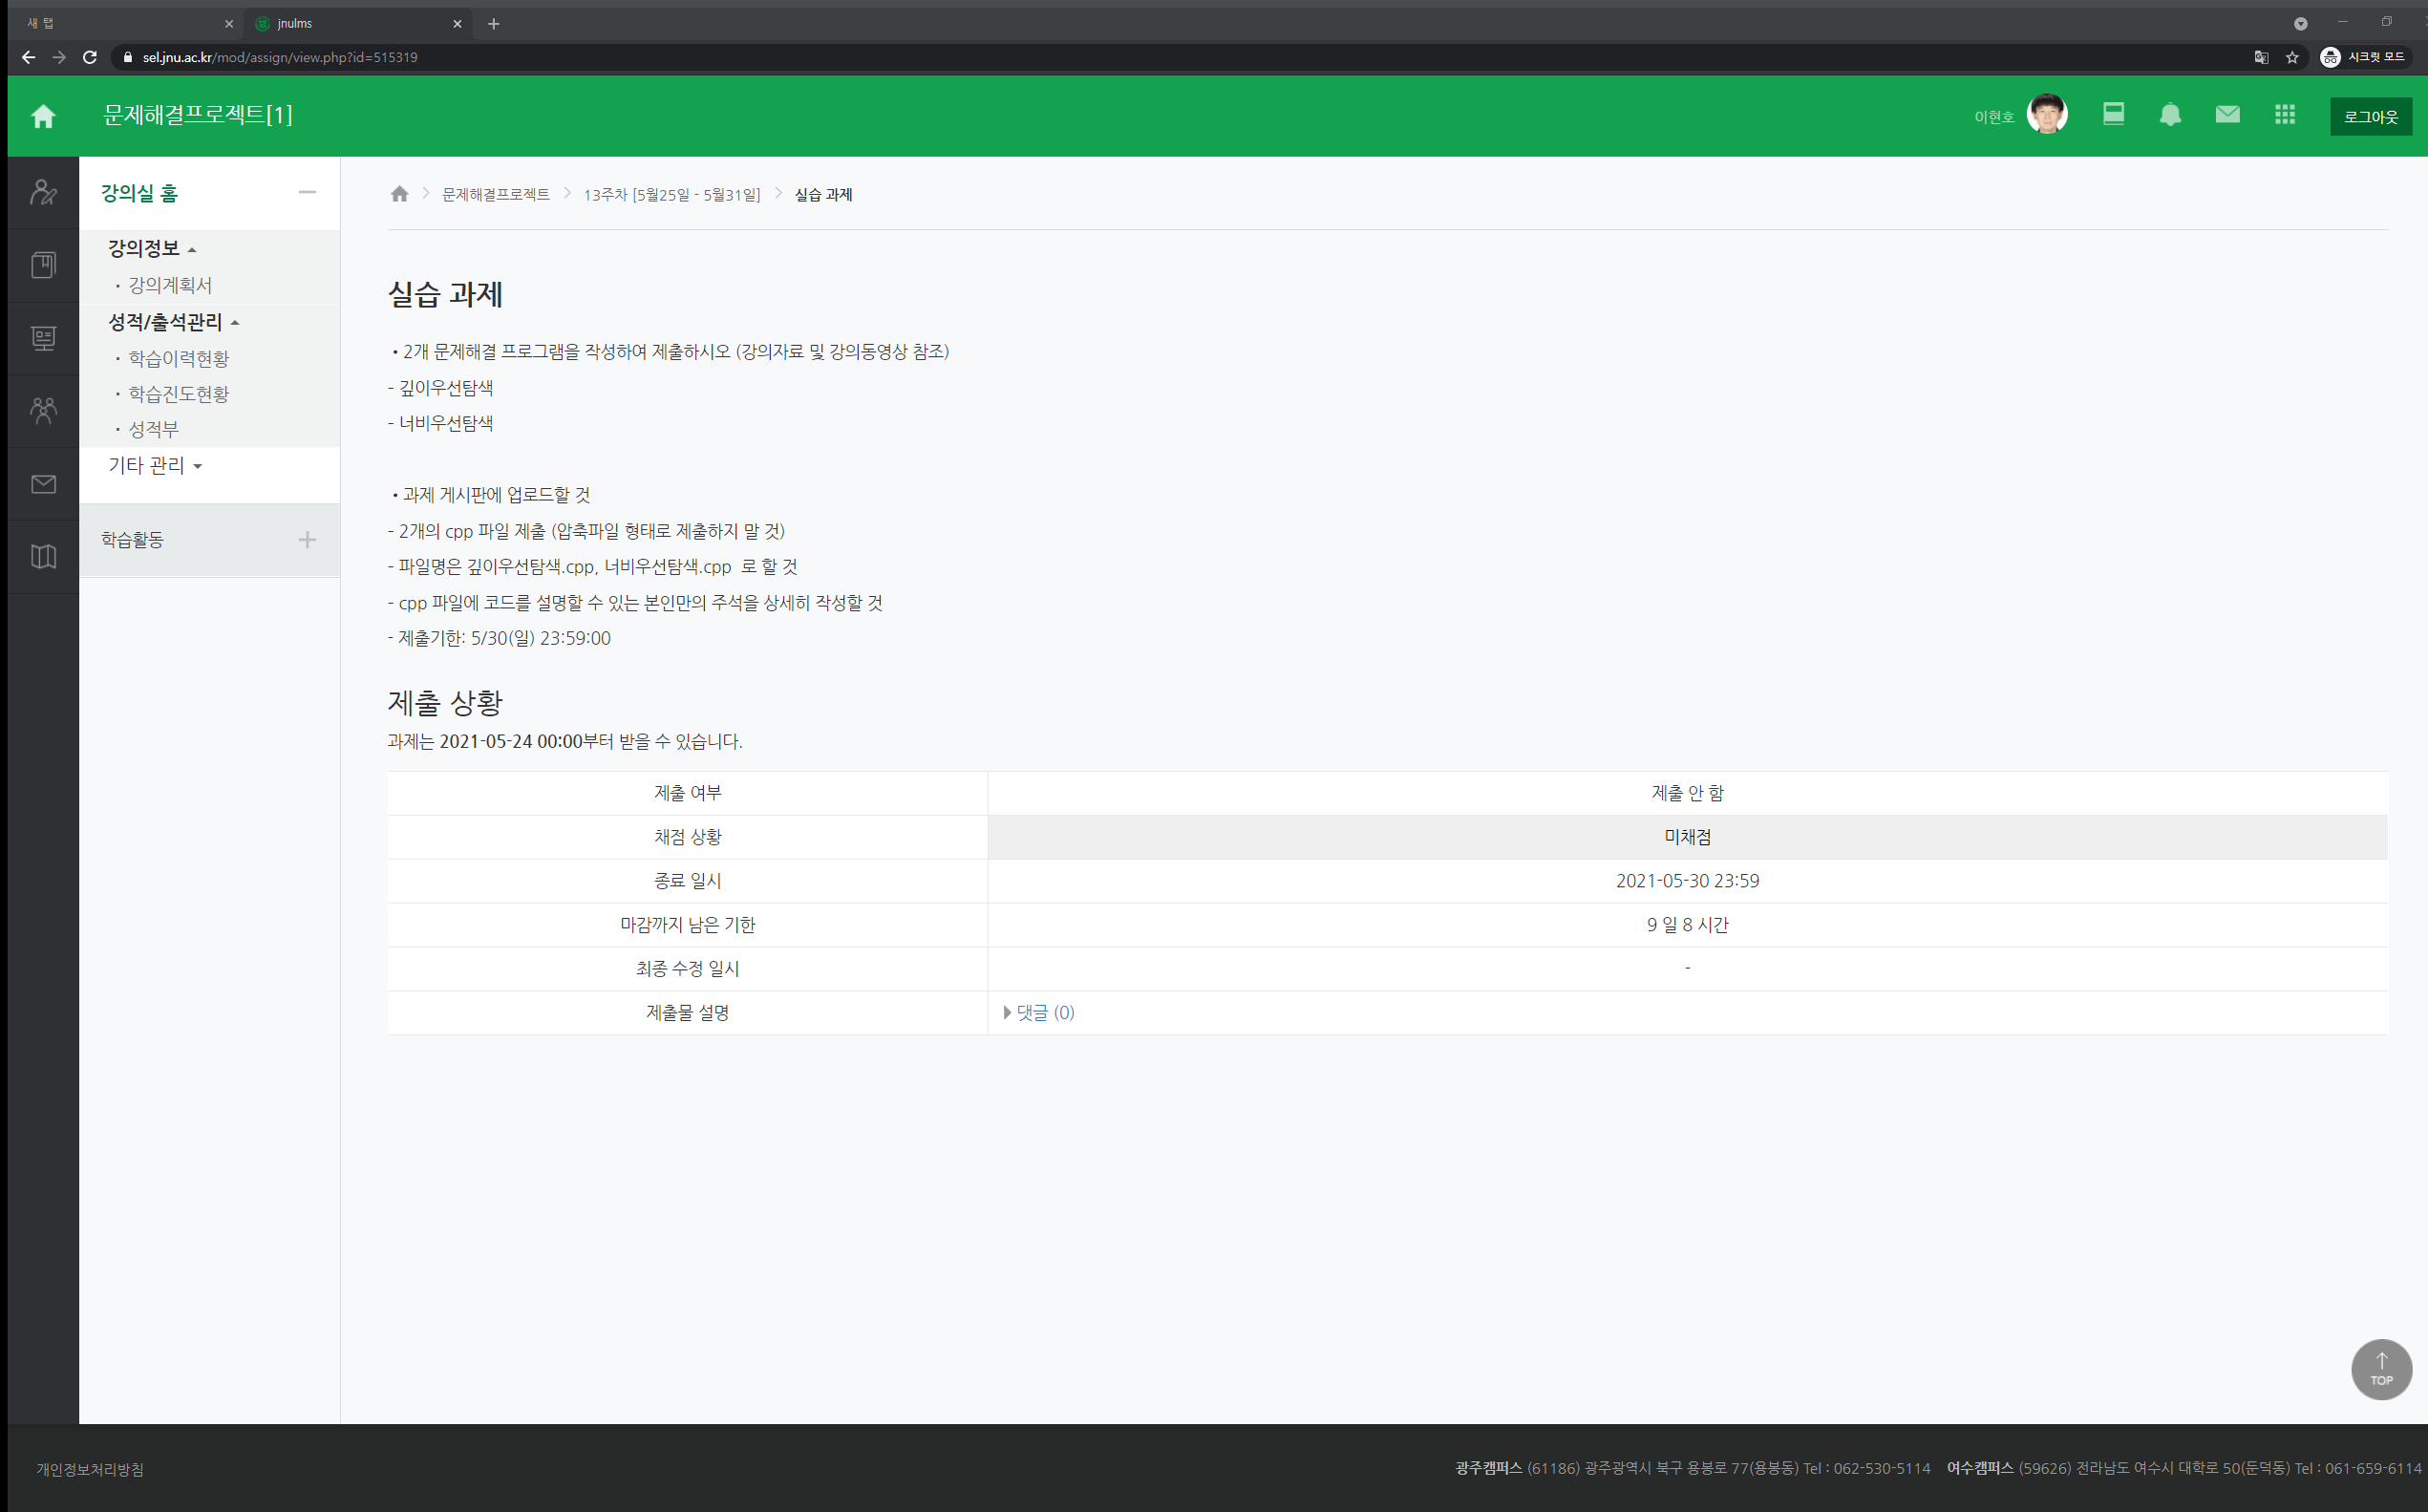 새 탭
jnulms
sel.jnu.ac.kr/mod/assign/view.php?id=515319
시크릿 모드
문제해결프로젝트[1]
이현호
로그아웃
강의실 홈
강의정보
· 강의계획서
성적/출석관리
· 학습이력현황
· 학습진도현황
· 성적부
기타 관리
학습활동
문제해결프로젝트 > 13주차 [5월25일 - 5월31일] > 실습 과제
실습 과제
• 2개 문제해결 프로그램을 작성하여 제출하시오 (강의자료 및 강의동영상 참조)
- 깊이우선탐색
- 너비우선탐색
• 과제 게시판에 업로드할 것
- 2개의 cpp 파일 제출 (압축파일 형태로 제출하지 말 것)
- 파일명은 깊이우선탐색.cpp, 너비우선탐색.cpp 로 할 것
- cpp 파일에 코드를 설명할 수 있는 본인만의 주석을 상세히 작성할 것
- 제출기한: 5/30(일) 23:59:00
제출 상황
과제는 2021-05-24 00:00부터 받을 수 있습니다.
제출 여부 제출 안 함
채점 상황 미채점
종료 일시 2021-05-30 23:59
마감까지 남은 기한 9 일 8 시간
최종 수정 일시 -
제출물 설명 댓글 (0)
TOP
개인정보처리방침
광주캠퍼스 (61186) 광주광역시 북구 용봉로 77(용봉동) Tel : 062-530-5114 여수캠퍼스 (59626) 전라남도 여수시 대학로 50(둔덕동) Tel : 061-659-6114